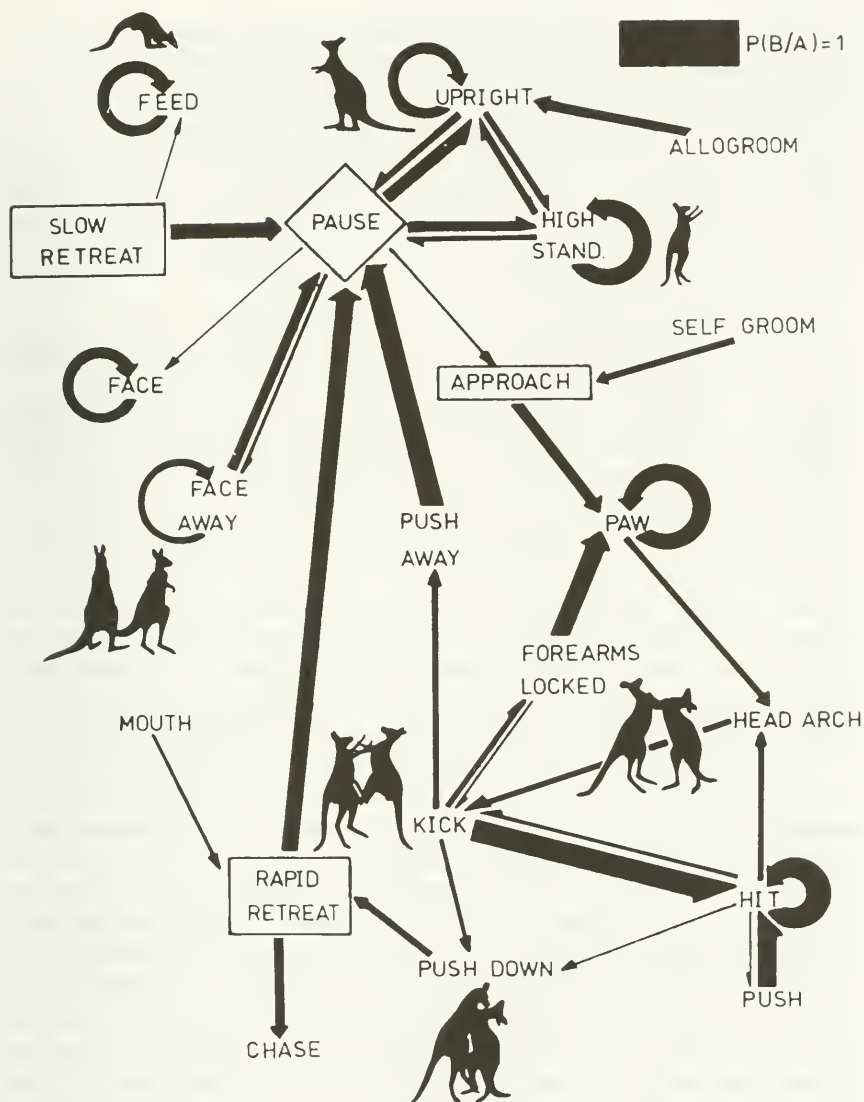 P(B/A)=1
FEED
UPRIGHT
ALLOGROOM
SLOW
RETREAT
PAUSE
HIGH
STAND.
SELF GROOM
FACE
APPROACH
FACE
AWAY
PUSH
AWAY
PAW
FOREARMS
LOCKED
MOUTH
HEAD ARCH
KICK
RAPID
RETREAT
HIT
PUSH DOWN
PUSH
CHASE